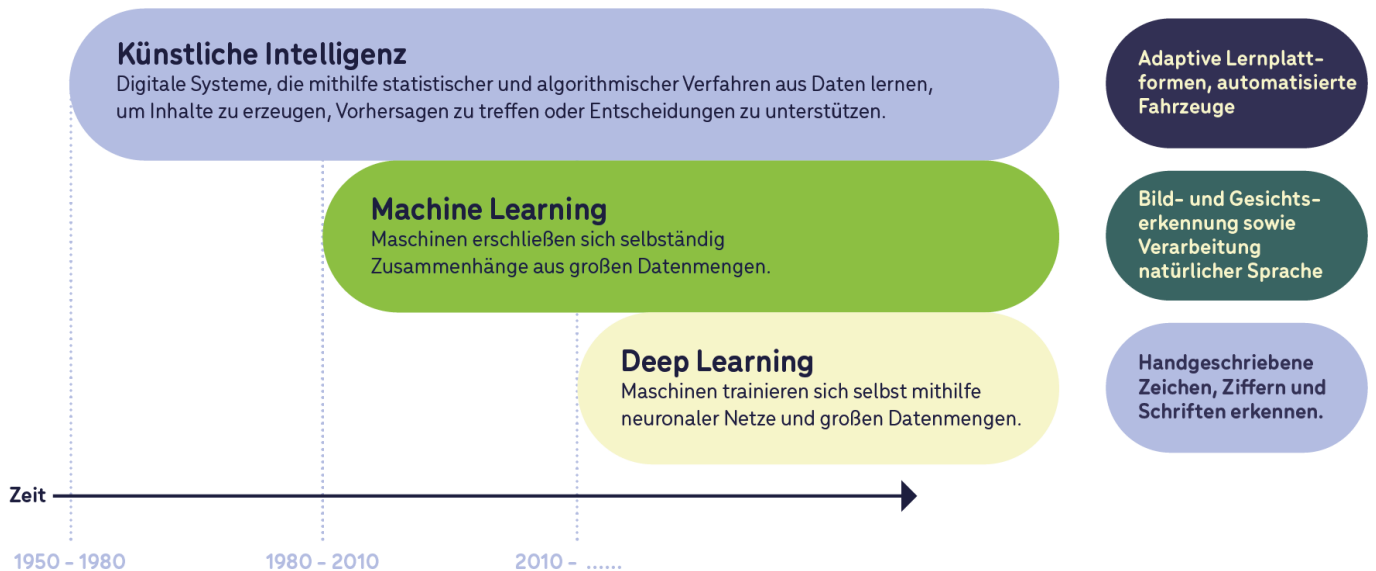 Künstliche Intelligenz
Digitale Systeme, die mithilfe statistischer und algorithmischer Verfahren aus Daten lernen,
um Inhalte zu erzeugen, Vorhersagen zu treffen oder Entscheidungen zu unterstützen.
Adaptive Lernplatt-
formen, automatisierte
Fahrzeuge
Machine Learning
Maschinen erschließen sich selbständig
Zusammenhänge aus großen Datenmengen.
Bild- und Gesichts-
erkennung sowie
Verarbeitung
natürlicher Sprache
Deep Learning
Maschinen trainieren sich selbst mithilfe
neuronaler Netze und großen Datenmengen.
Handgeschriebene
Zeichen, Ziffern und
Schriften erkennen.
Zeit
1950 – 1980
1980 – 2010
2010 – ......